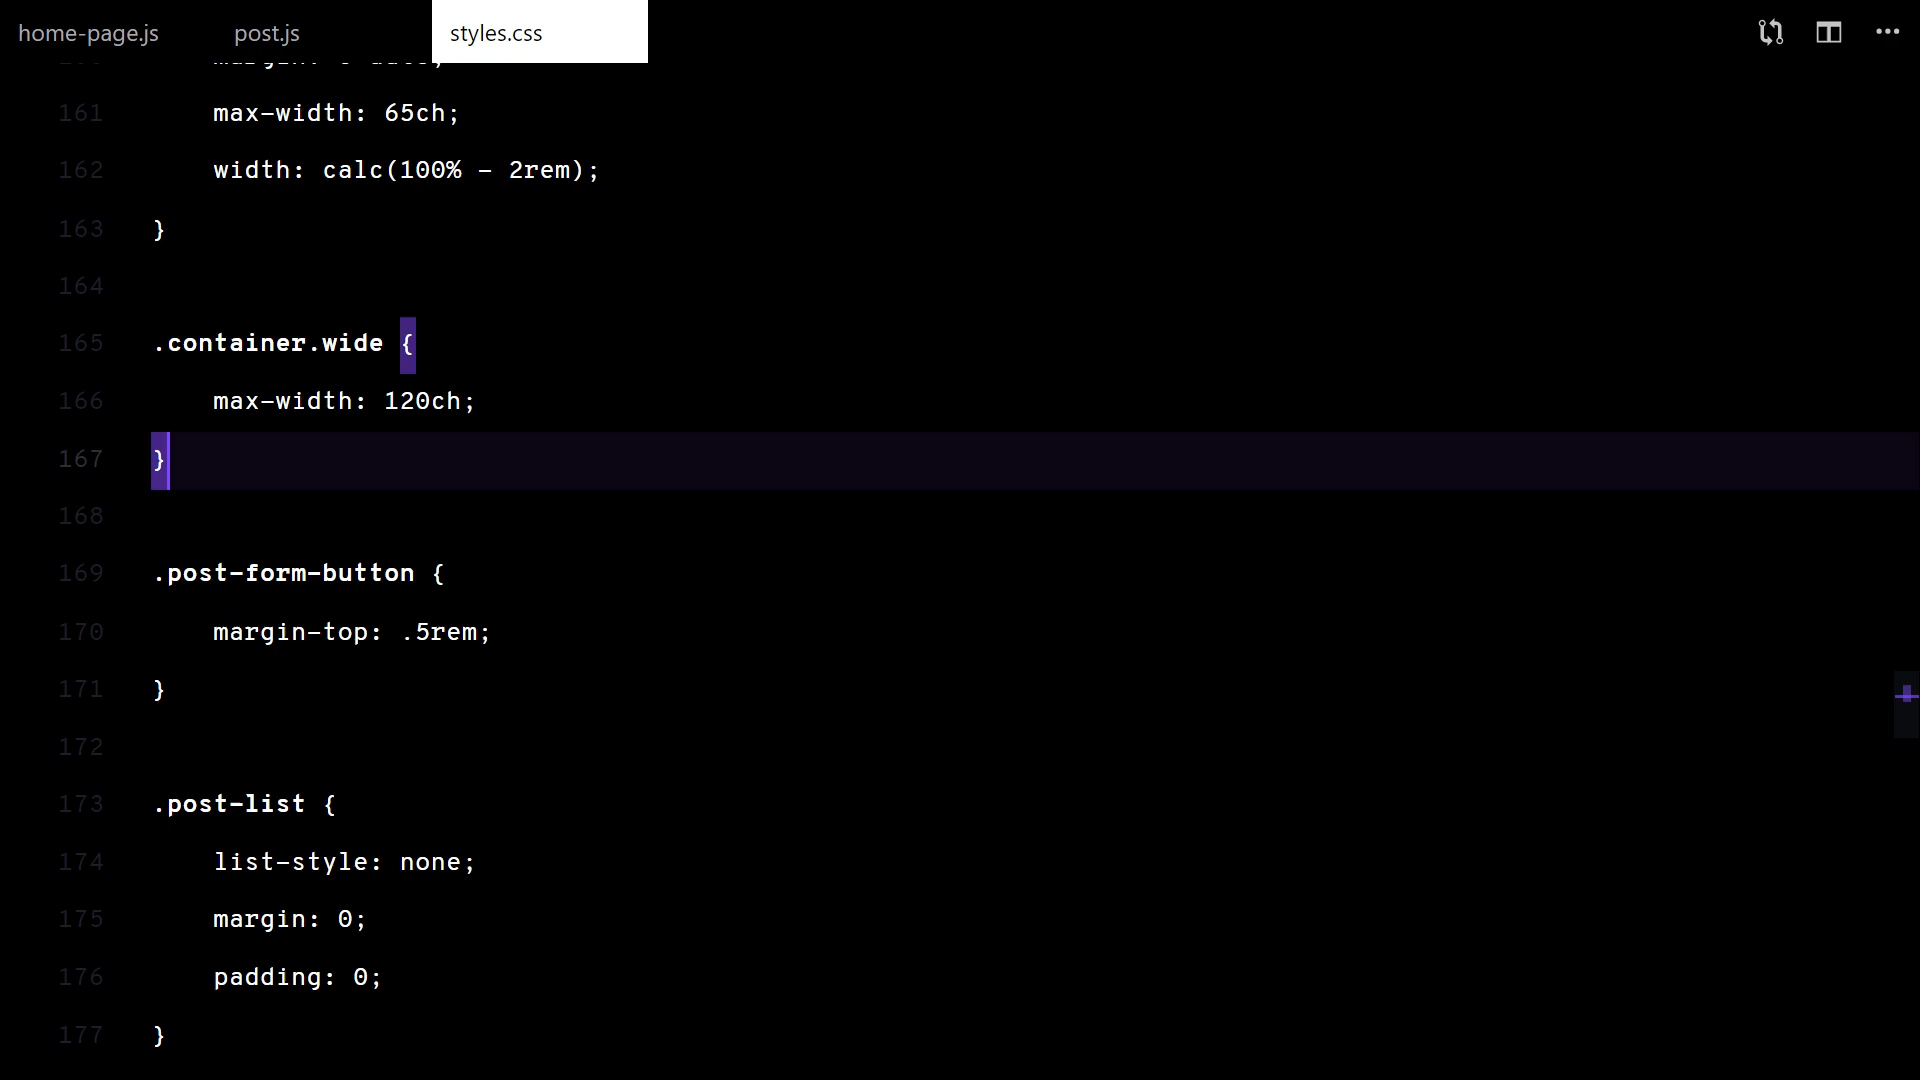 home-page.js post.js styles.css
161 max-width: 65ch;
162 width: calc(100% - 2rem);
163 }
164
165 .container.wide {
166 max-width: 120ch;
167 }
168
169 .post-form-button {
170 margin-top: .5rem;
171 }
172
173 .post-list {
174 list-style: none;
175 margin: 0;
176 padding: 0;
177 }